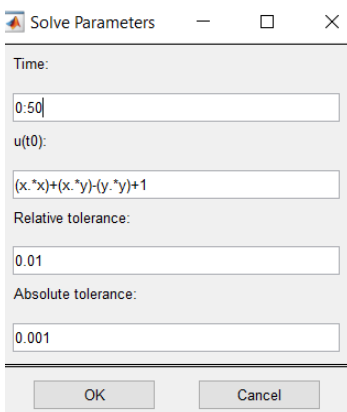 Solve Parameters
Time:
0:50
u(t0):
(x.*x)+(x.*y)-(y.*y)+1
Relative tolerance:
0.01
Absolute tolerance:
0.001
OK Cancel